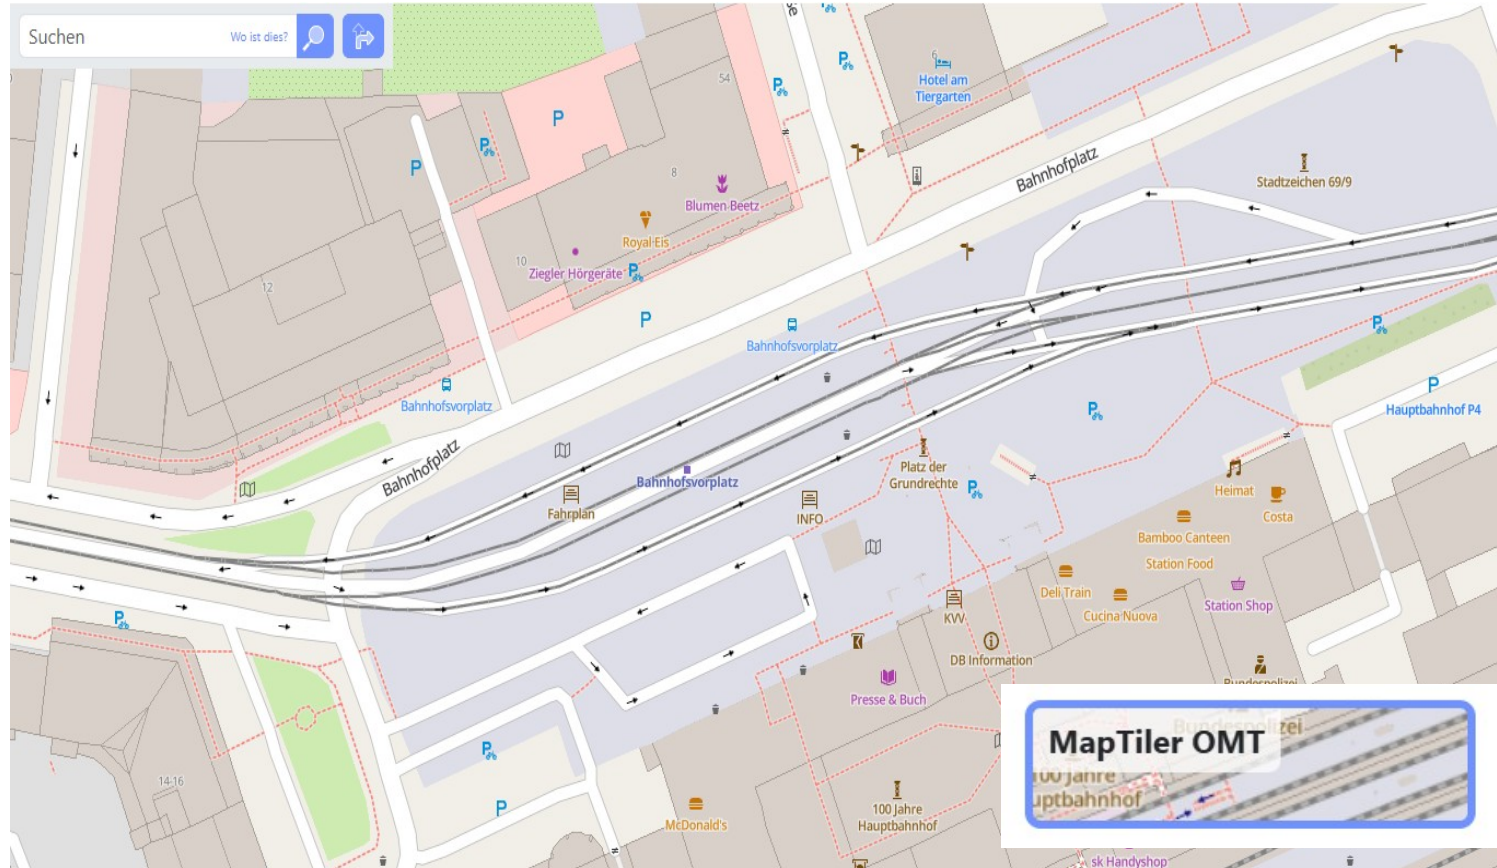 Suchen
Wo ist dies?
54
6
Hotel am
Tiergarten
Bahnhofplatz
Stadtzeichen 69/9
8
Blumen Beetz
Royal Eis
10
Ziegler Hörgeräte
12
Bahnhofsvorplatz
Bahnhofsvorplatz
Hauptbahnhof P4
Bahnhofplatz
Platz der
Grundrechte
Bahnhofsvorplatz
Fahrplan
INFO
Heimat
Costa
Bamboo Canteen
Station Food
Deli Train
Cucina Nuova
Station Shop
KVV
DB Information
Presse & Buch
Bundespolizei
Bundespolizei
MapTiler OMT
100 Jahre
uptbahnhof
14-16
100 Jahre
Hauptbahnhof
McDonald's
sk Handyshop